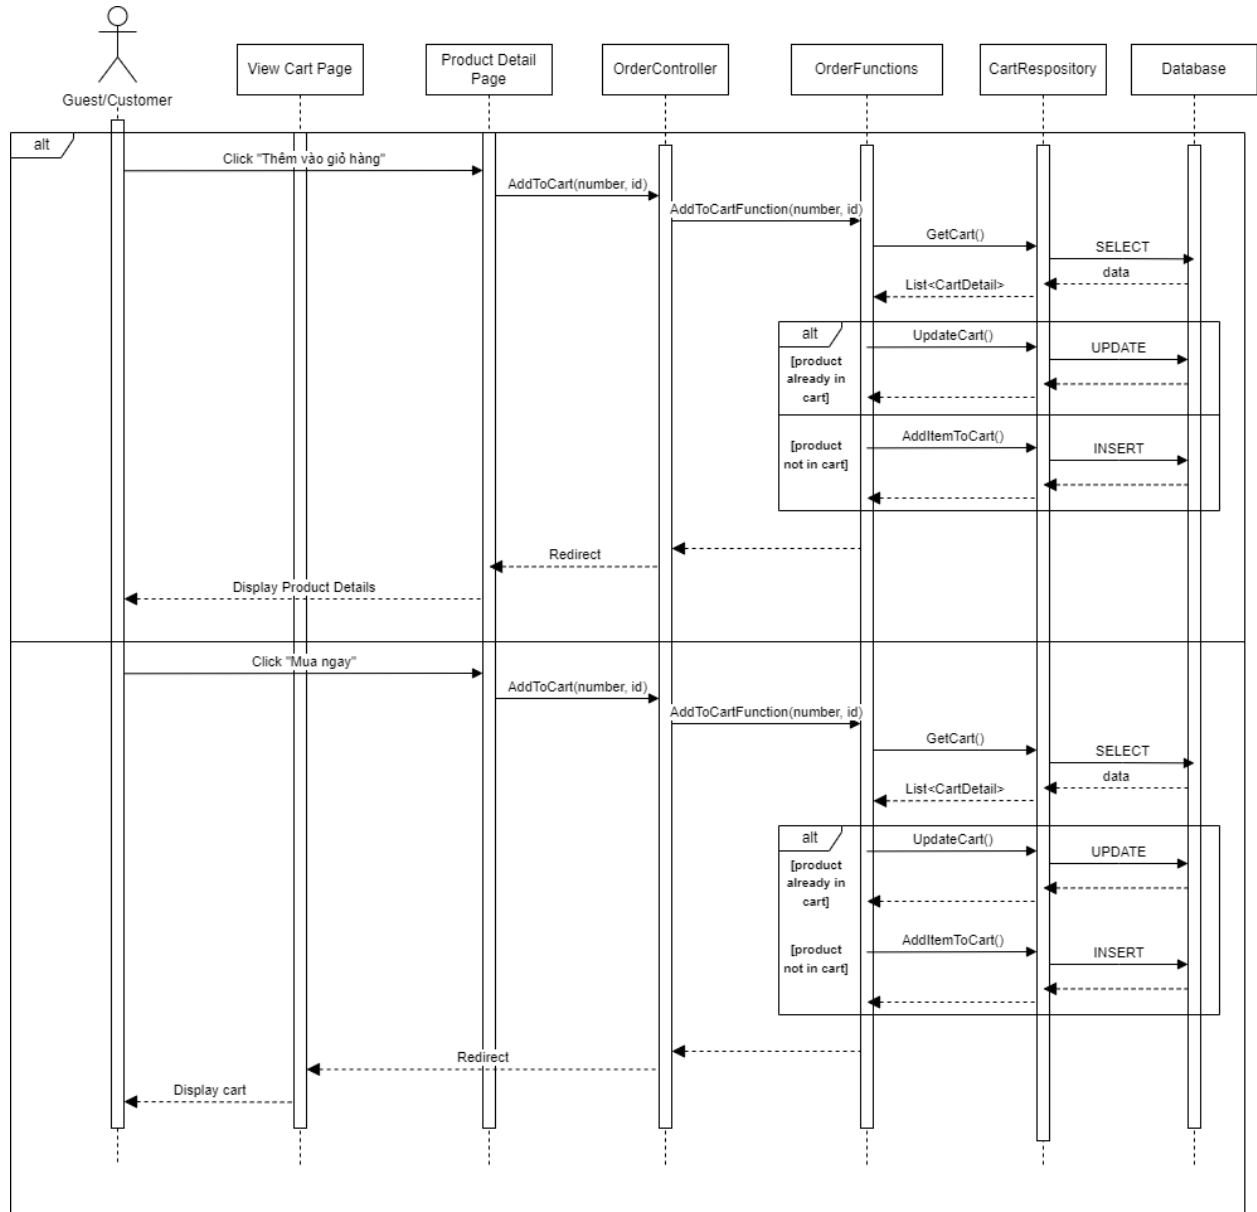 Guest/Customer
View Cart Page
Product Detail
Page
OrderController
OrderFunctions
CartRespository
Database
alt
Click "Thêm vào giỏ hàng"
AddToCart(number, id)
AddToCartFunction(number, id)
GetCart()
SELECT
data
List<CartDetail>
alt
UpdateCart()
UPDATE
[product
already in
cart]
AddItemToCart()
INSERT
[product
not in cart]
Redirect
Display Product Details
Click "Mua ngay"
AddToCart(number, id)
AddToCartFunction(number, id)
GetCart()
SELECT
data
List<CartDetail>
alt
UpdateCart()
UPDATE
[product
already in
cart]
AddItemToCart()
INSERT
[product
not in cart]
Redirect
Display cart